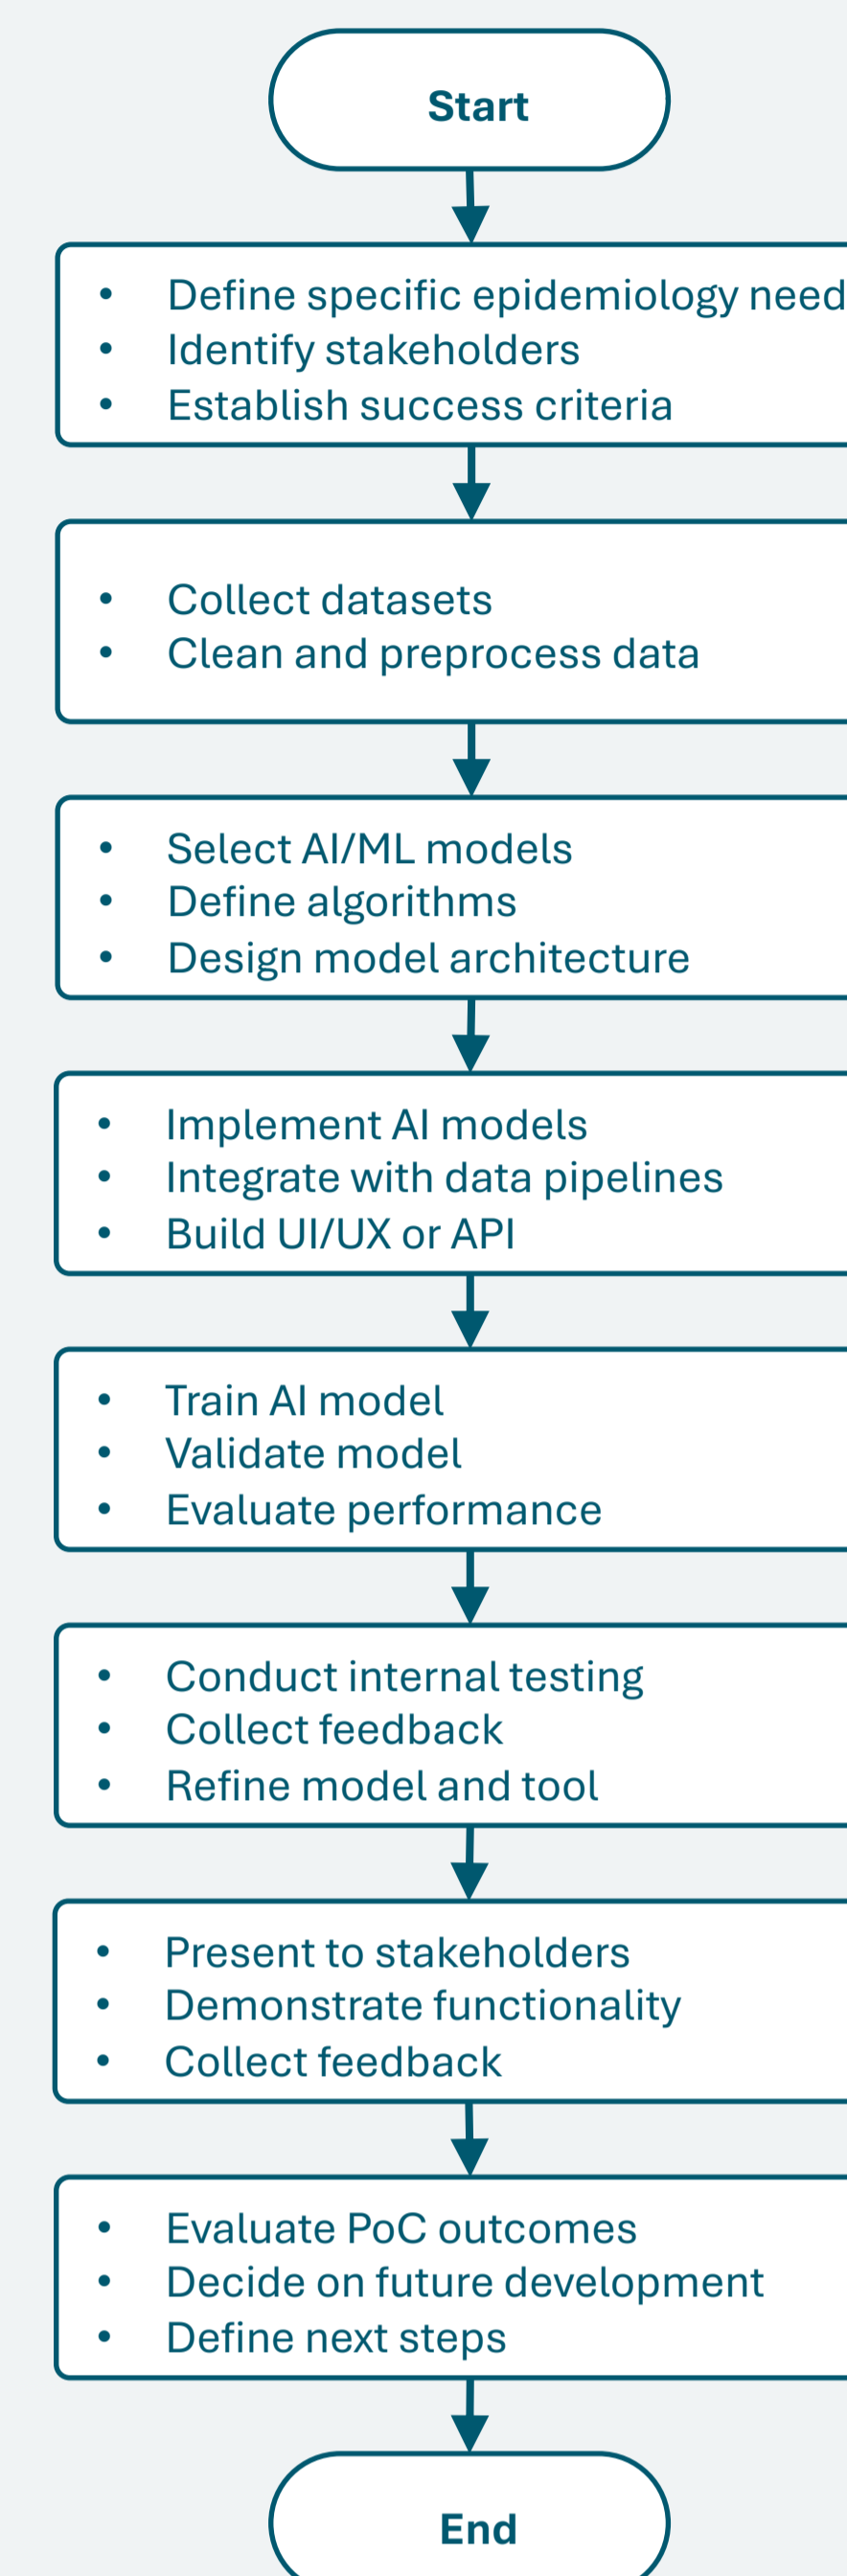 Start
• Define specific epidemiology need
• Identify stakeholders
• Establish success criteria
• Collect datasets
• Clean and preprocess data
• Select AI/ML models
• Define algorithms
• Design model architecture
• Implement AI models
• Integrate with data pipelines
• Build UI/UX or API
• Train AI model
• Validate model
• Evaluate performance
• Conduct internal testing
• Collect feedback
• Refine model and tool
• Present to stakeholders
• Demonstrate functionality
• Collect feedback
• Evaluate PoC outcomes
• Decide on future development
• Define next steps
End